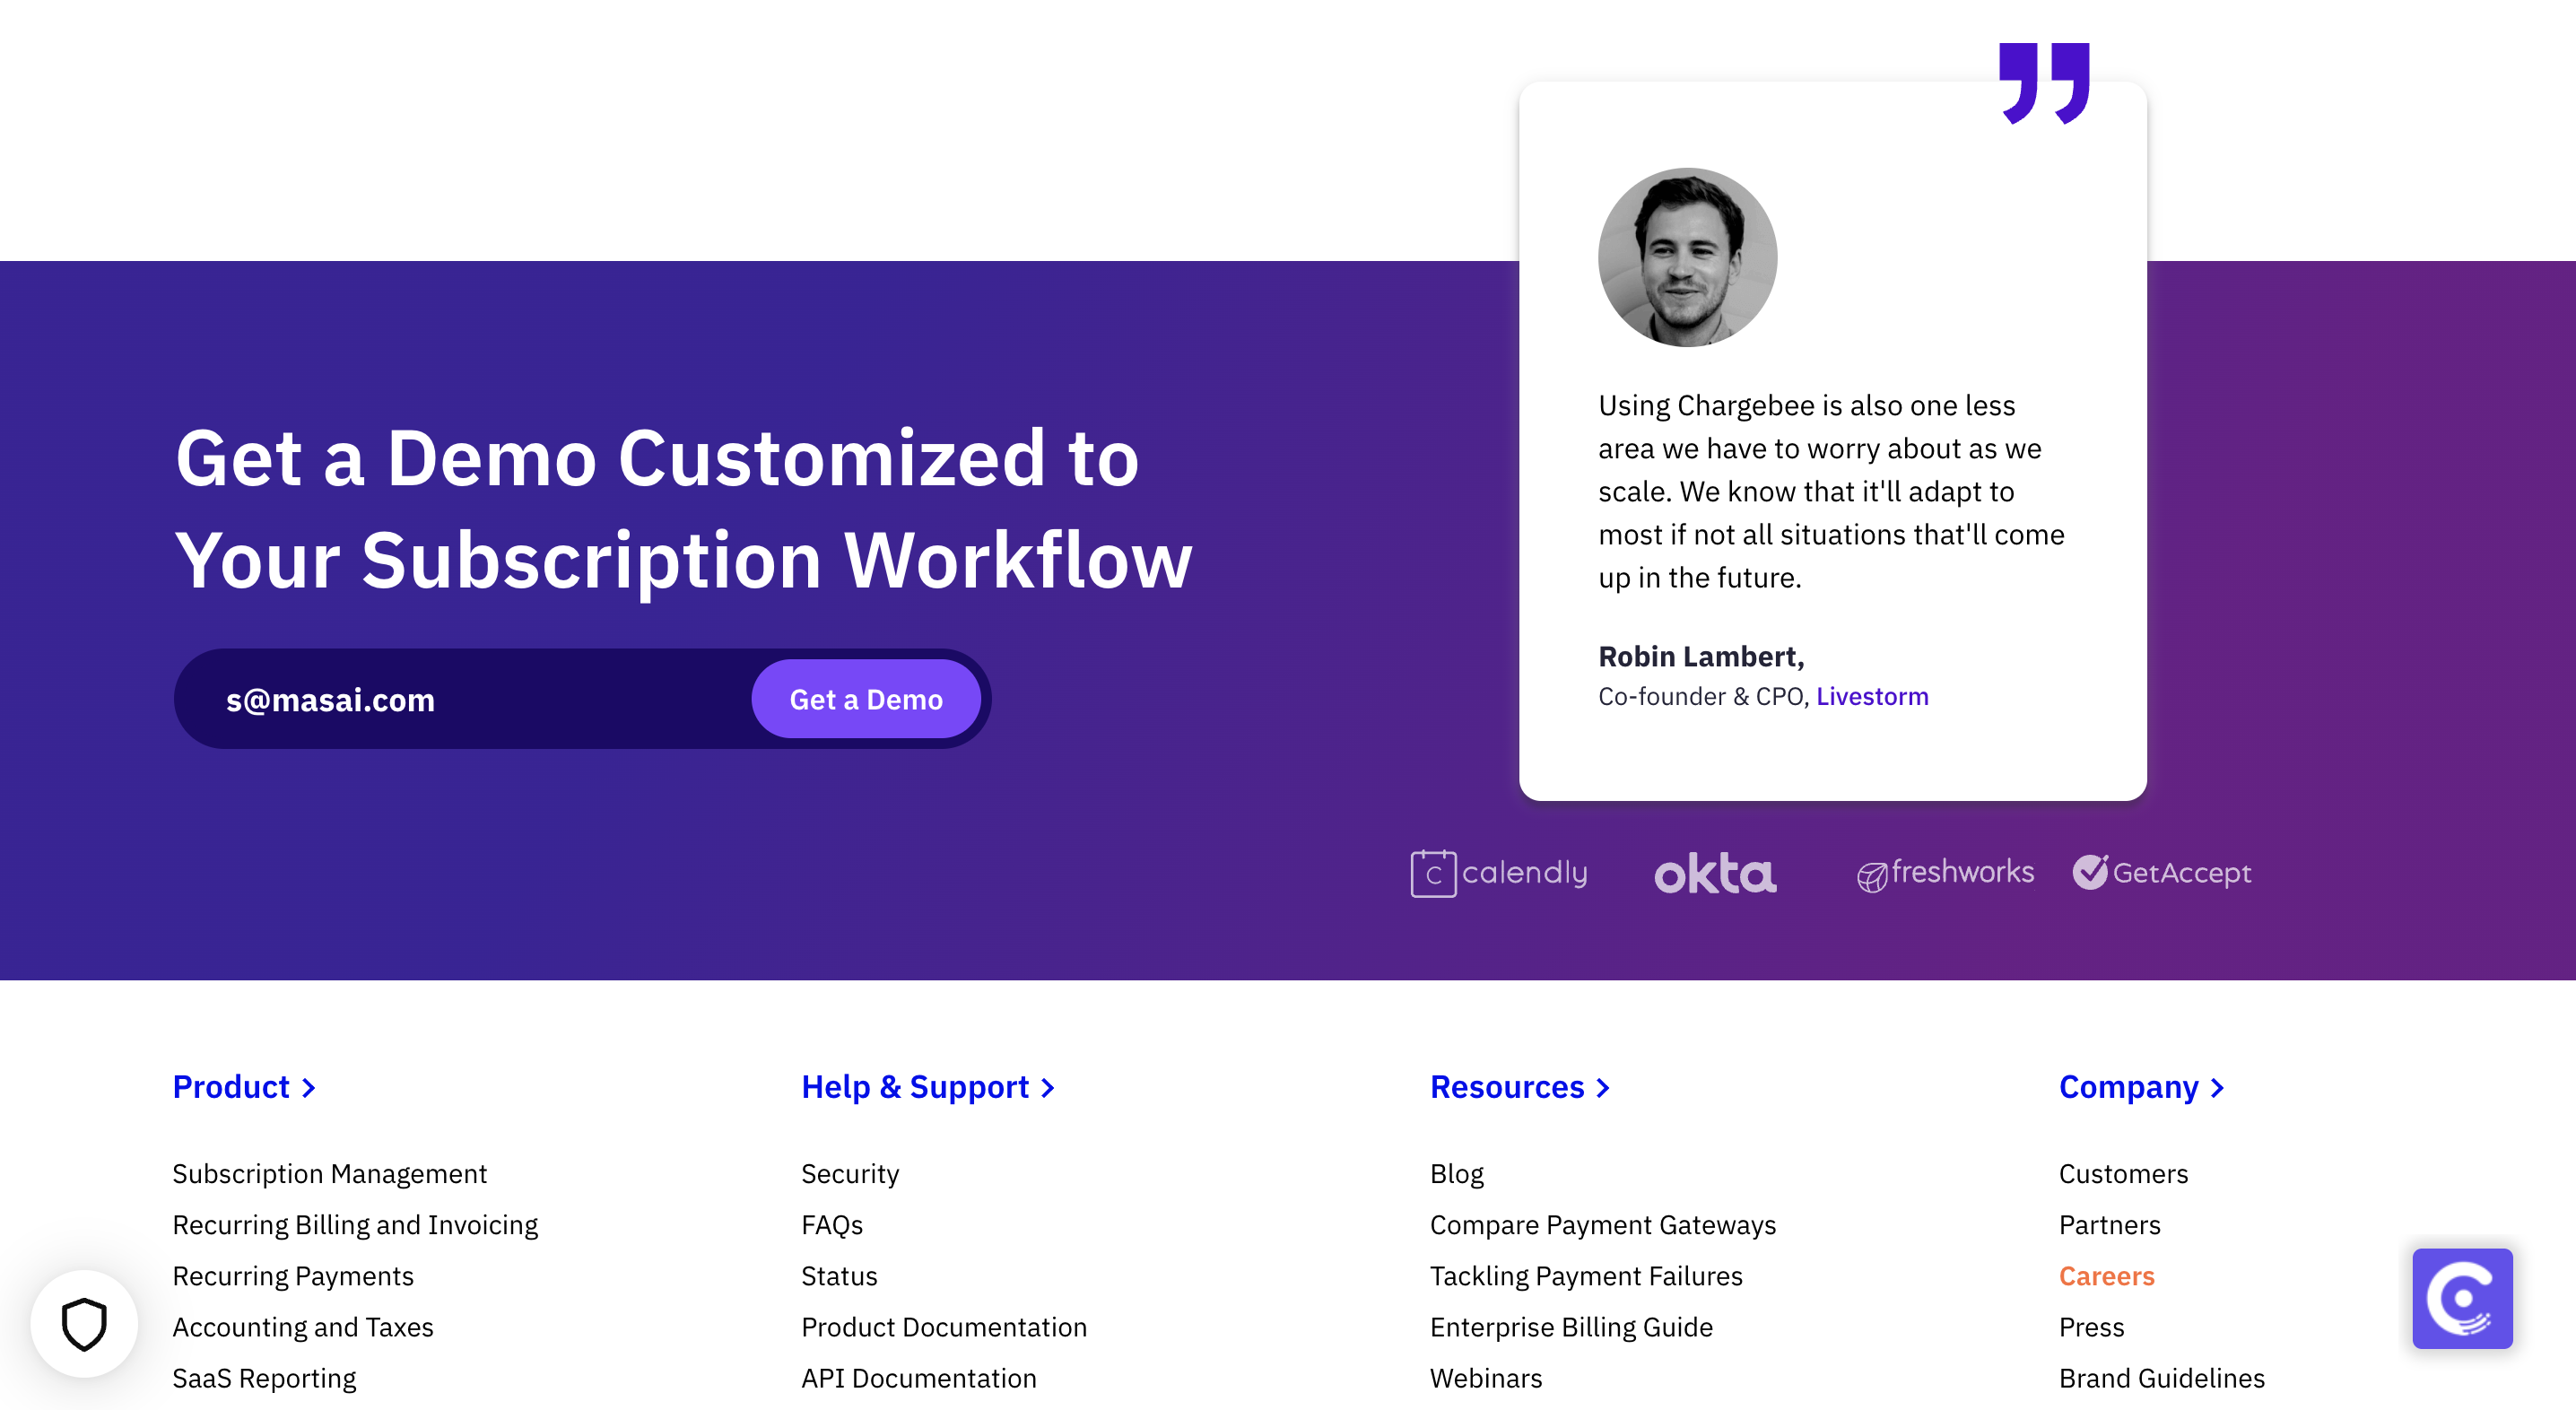 Get a Demo Customized to
Your Subscription Workflow
s@masai.com
Get a Demo
Using Chargebee is also one less
area we have to worry about as we
scale. We know that it'll adapt to
most if not all situations that'll come
up in the future.
Robin Lambert,
Co-founder & CPO, Livestorm
C calendly
okta
freshworks
GetAccept
Product
Subscription Management
Recurring Billing and Invoicing
Recurring Payments
Accounting and Taxes
SaaS Reporting
Help & Support
Security
FAQs
Status
Product Documentation
API Documentation
Resources
Blog
Compare Payment Gateways
Tackling Payment Failures
Enterprise Billing Guide
Webinars
Company
Customers
Partners
Careers
Press
Brand Guidelines